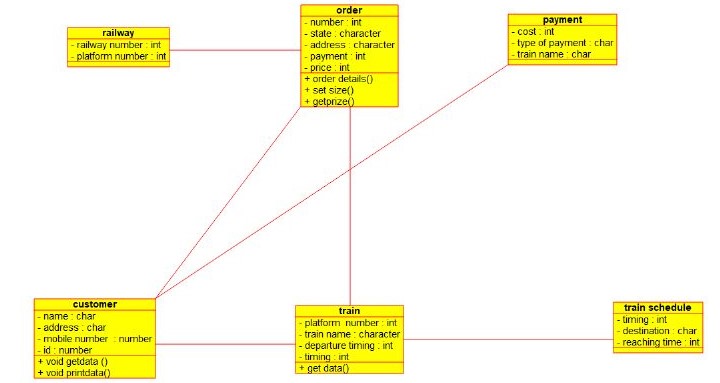 railway
- railway number : int
- platform number : int
order
- number : int
- state : character
- address : character
- payment : int
- price : int
+ order details()
+ set size()
+ getprize()
payment
- cost : int
- type of payment : char
- train name : char
customer
- name : char
- address : char
- mobile number : number
- id : number
+ void getdata ()
+ void printdata()
train
- platform number : int
- train name : character
- departure timing : int
- timing : int
+ get data()
train schedule
- timing : int
- destination : char
- reaching time : int